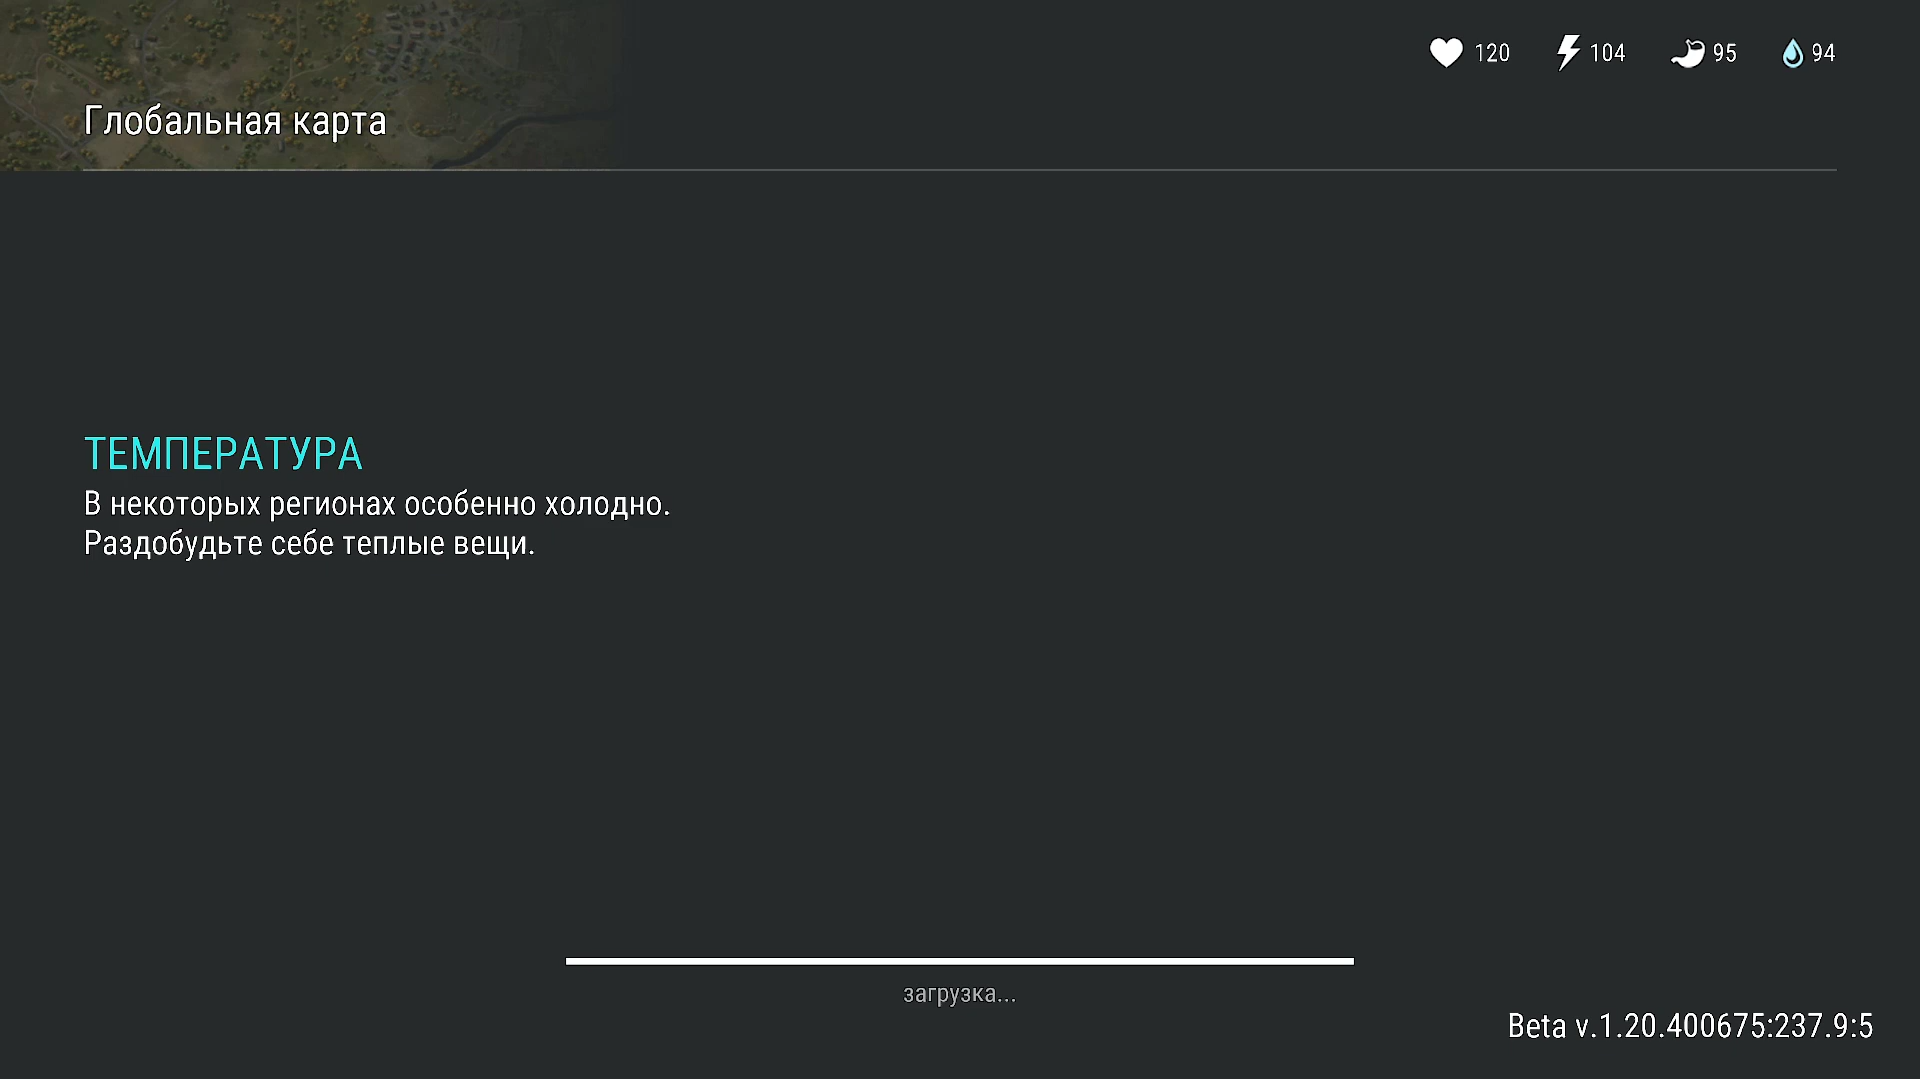 120 104 95 94
Глобальная карта
ТЕМПЕРАТУРА
В некоторых регионах особенно холодно.
Раздобудьте себе теплые вещи.
загрузка...
Beta v.1.20.400675:237.9:5